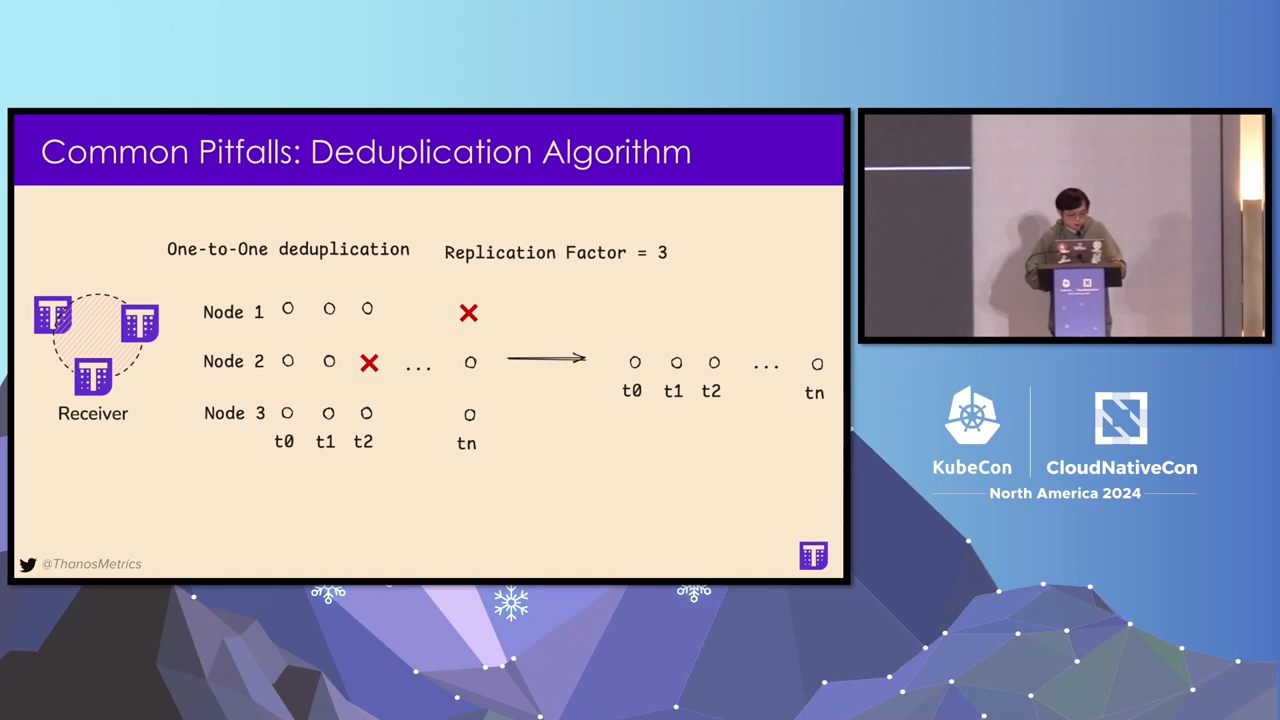 Common Pitfalls: Deduplication Algorithm
One-to-One deduplication
Replication Factor = 3
Node 1
Node 2 ...
Node 3
t0 t1 t2 tn
...
t0 t1 t2 tn
Receiver
@ThanosMetrics
KubeCon
CloudNativeCon
North America 2024